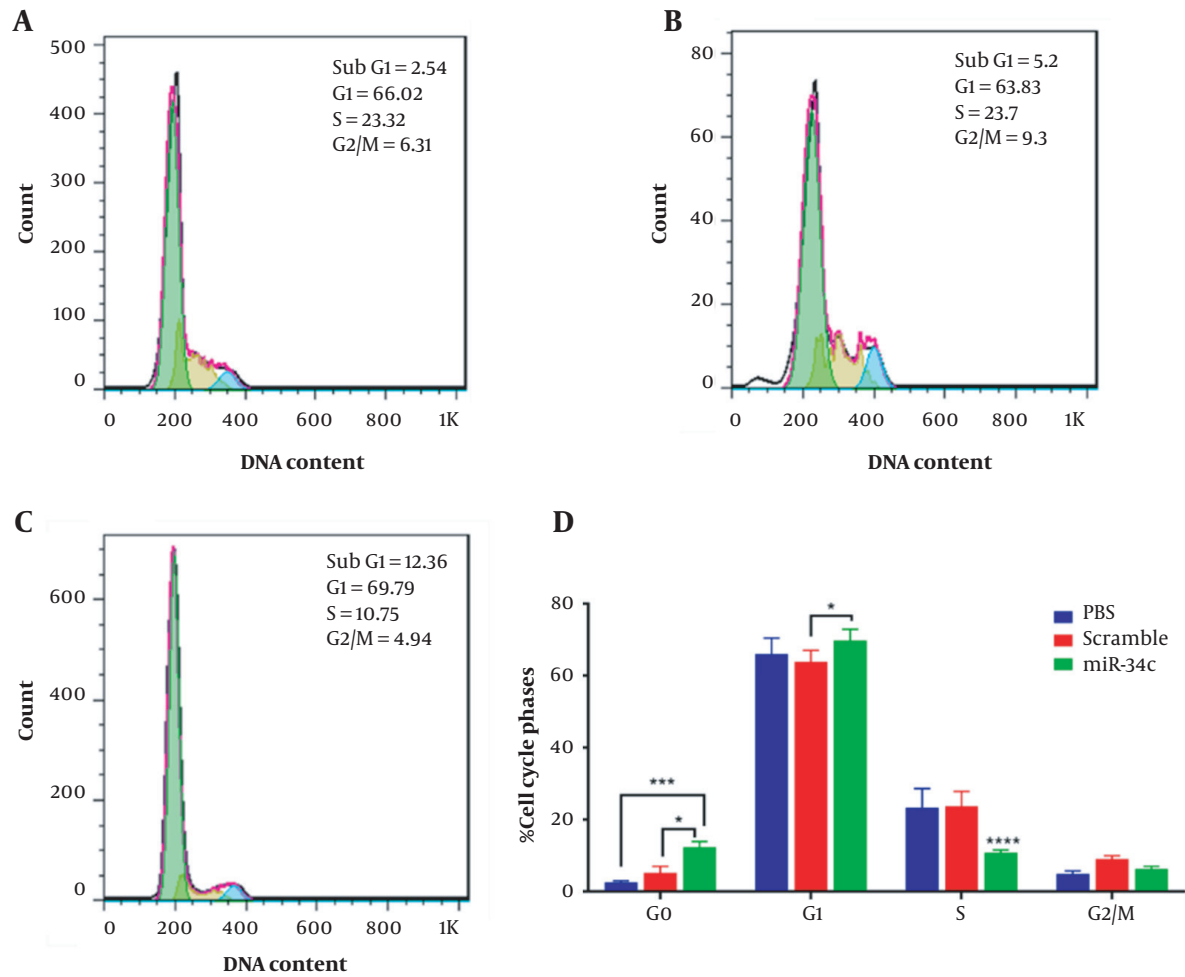 A
500
400
300
200
100
0
Count
Sub G1 = 2.54
G1 = 66.02
S = 23.32
G2/M = 6.31
0 200 400 600 800 1K
DNA content
B
80
60
40
20
0
Count
Sub G1 = 5.2
G1 = 63.83
S = 23.7
G2/M = 9.3
0 200 400 600 800 1K
DNA content
C
600
400
200
0
Count
Sub G1 = 12.36
G1 = 69.79
S = 10.75
G2/M = 4.94
0 200 400 600 800 1K
DNA content
D
80
60
40
20
0
%Cell cycle phases
PBS
Scramble
miR-34c
*
***
*
****
G0 G1 S G2/M